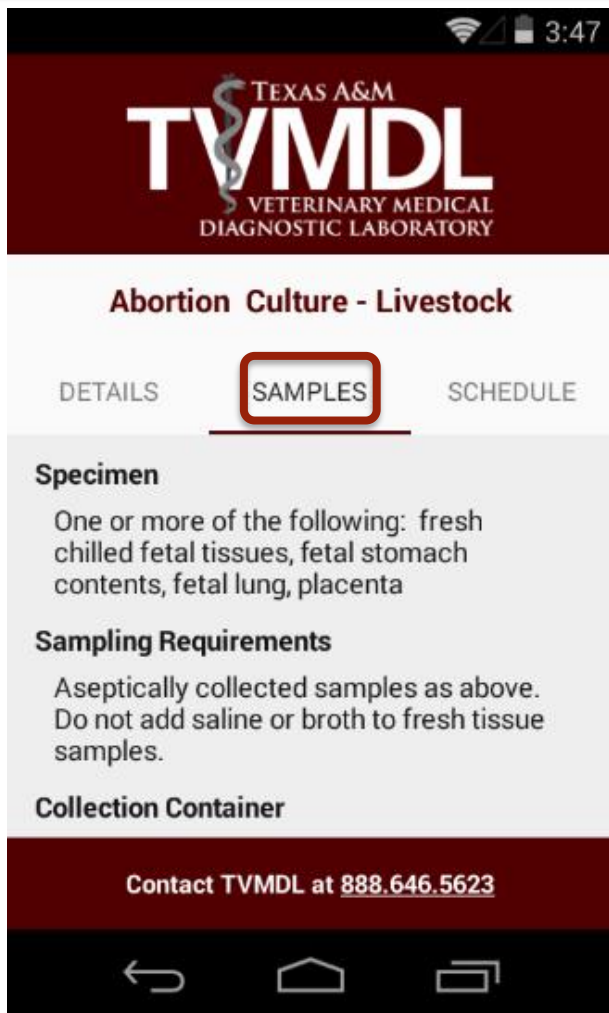 3:47
TEXAS A&M
TVMDL
VETERINARY MEDICAL
DIAGNOSTIC LABORATORY
Abortion Culture - Livestock
DETAILS SAMPLES SCHEDULE
Specimen
One or more of the following: fresh
chilled fetal tissues, fetal stomach
contents, fetal lung, placenta
Sampling Requirements
Aseptically collected samples as above.
Do not add saline or broth to fresh tissue
samples.
Collection Container
Contact TVMDL at 888.646.5623